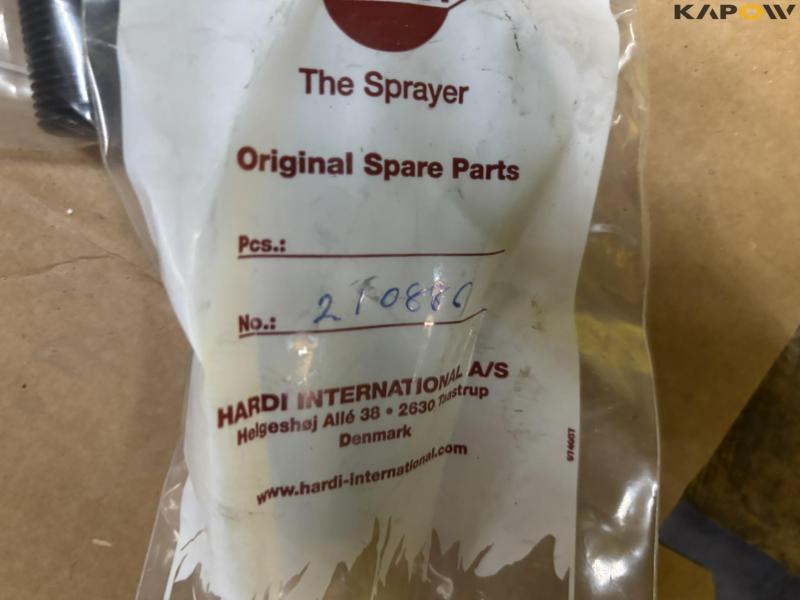 KAPOW
The Sprayer
Original Spare Parts
Pcs.:
No.: 210886
HARDI INTERNATIONAL A/S
Helgeshøj Allé 38 • 2630 Taastrup
Denmark
www.hardi-international.com